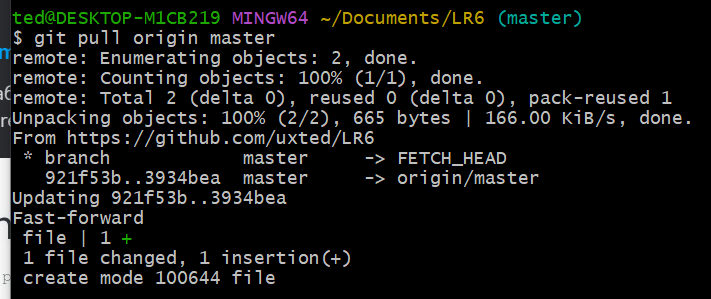 ted@DESKTOP-M1CB219 MINGW64 ~/Documents/LR6 (master)
$ git pull origin master
remote: Enumerating objects: 2, done.
remote: Counting objects: 100% (1/1), done.
remote: Total 2 (delta 0), reused 0 (delta 0), pack-reused 1
Unpacking objects: 100% (2/2), 665 bytes | 166.00 KiB/s, done.
From https://github.com/uxted/LR6
 * branch            master     -> FETCH_HEAD
   921f53b..3934bea  master     -> origin/master
Updating 921f53b..3934bea
Fast-forward
 file | 1 +
 1 file changed, 1 insertion(+)
 create mode 100644 file